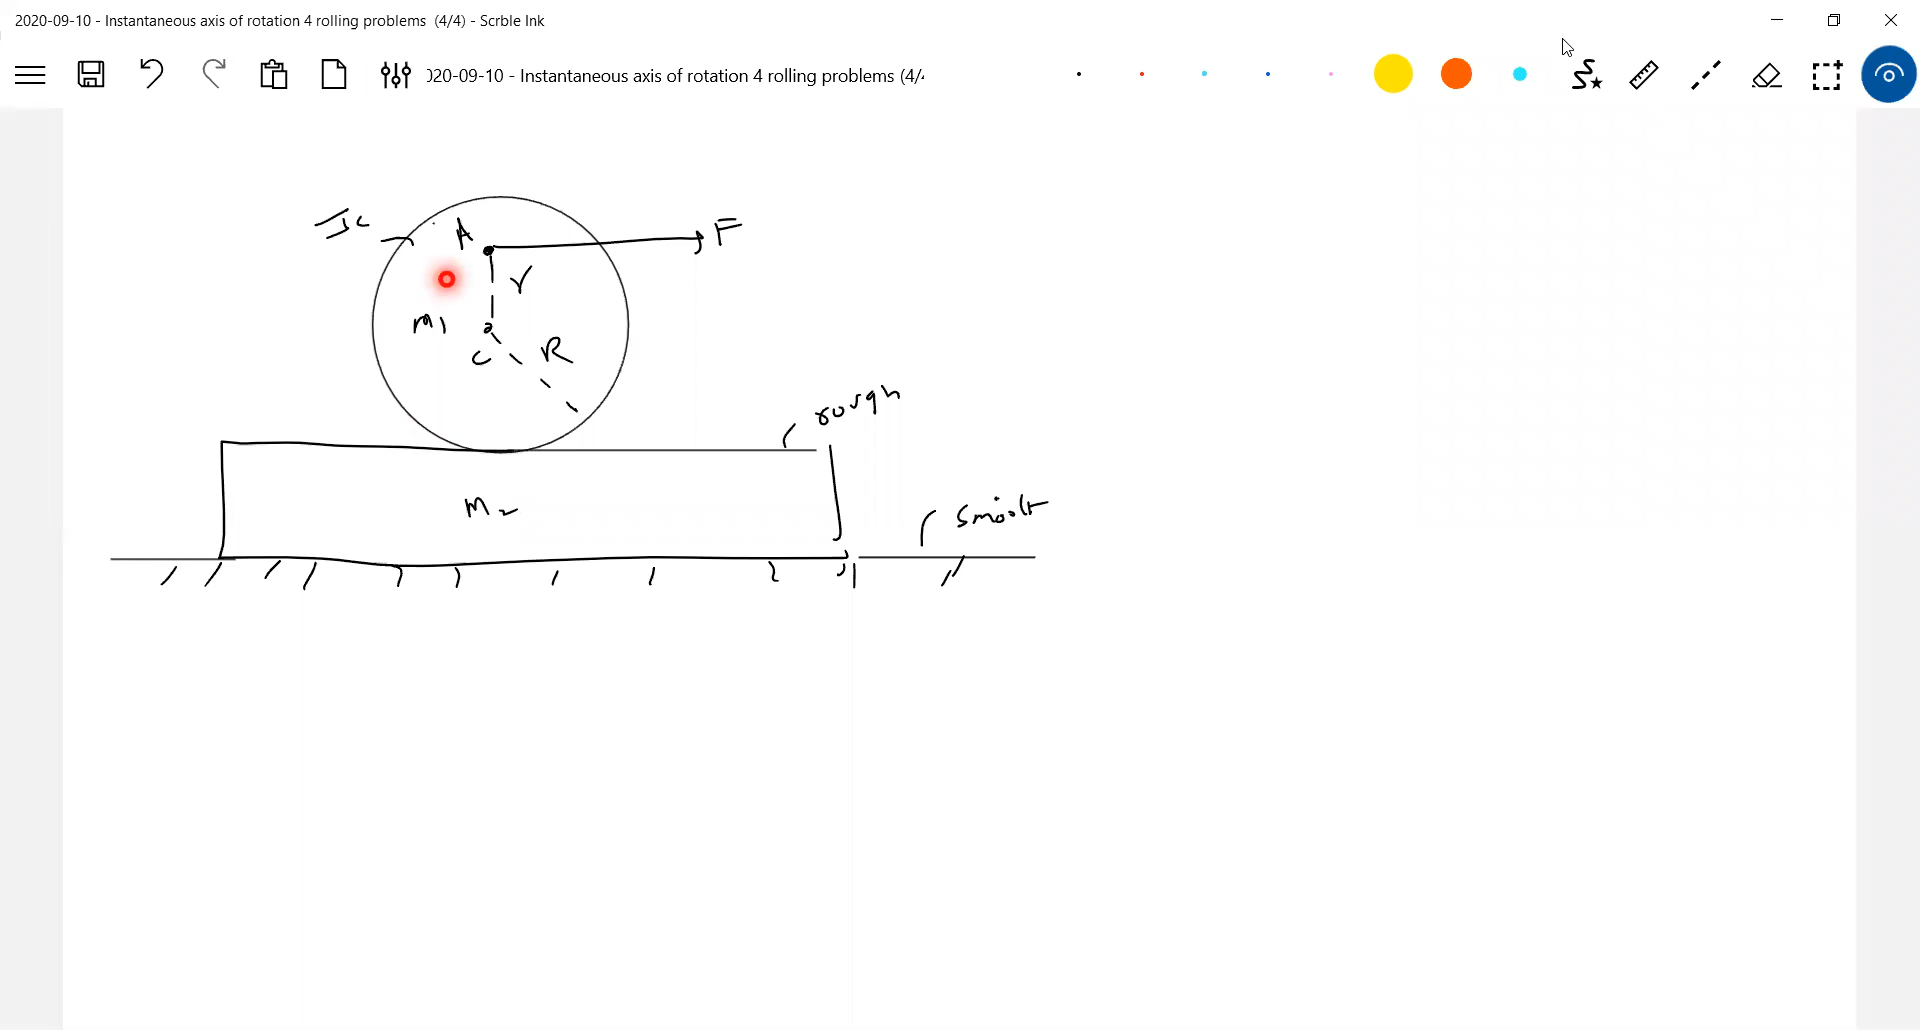 2020-09-10 - Instantaneous axis of rotation 4 rolling problems (4/4) - Scrble Ink
020-09-10 - Instantaneous axis of rotation 4 rolling problems (4/4
Ic
A
F
r
m1
C
R
rough
m2
smooth